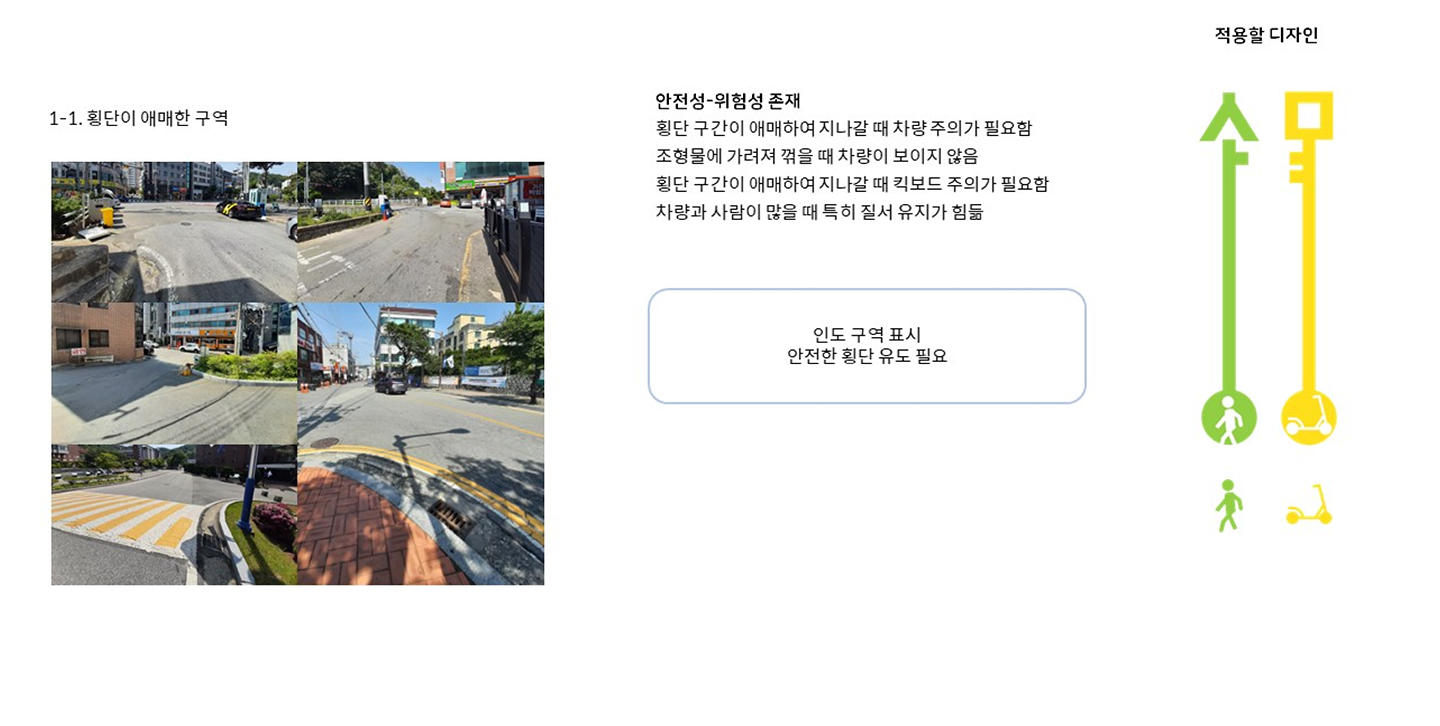 적용할 디자인
1-1. 횡단이 애매한 구역
안전성-위험성 존재
횡단 구간이 애매하여 지나갈 때 차량 주의가 필요함
조형물에 가려져 꺾을 때 차량이 보이지 않음
횡단 구간이 애매하여 지나갈 때 킥보드 주의가 필요함
차량과 사람이 많을 때 특히 질서 유지가 힘듦
인도 구역 표시
안전한 횡단 유도 필요